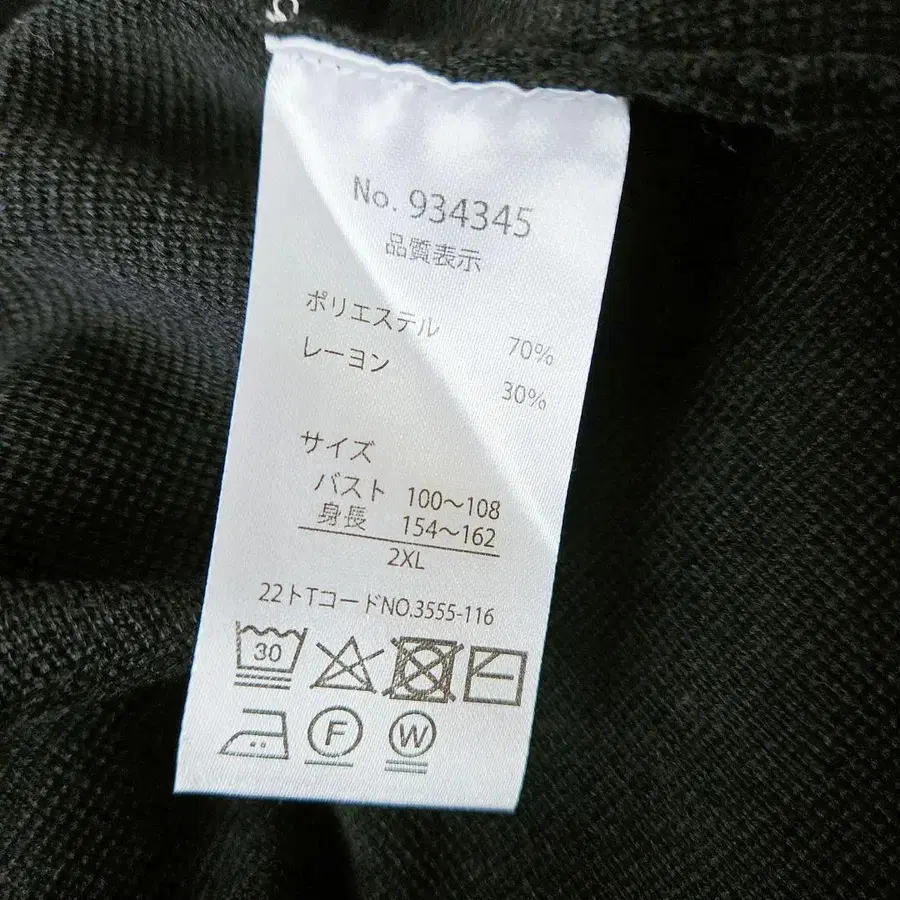 No. 934345
品質表示
ポリエステル 70%
レーヨン 30%
サイズ
バスト 100～108
身長 154～162
2XL
22トTコードNO.3555-116
30
F W